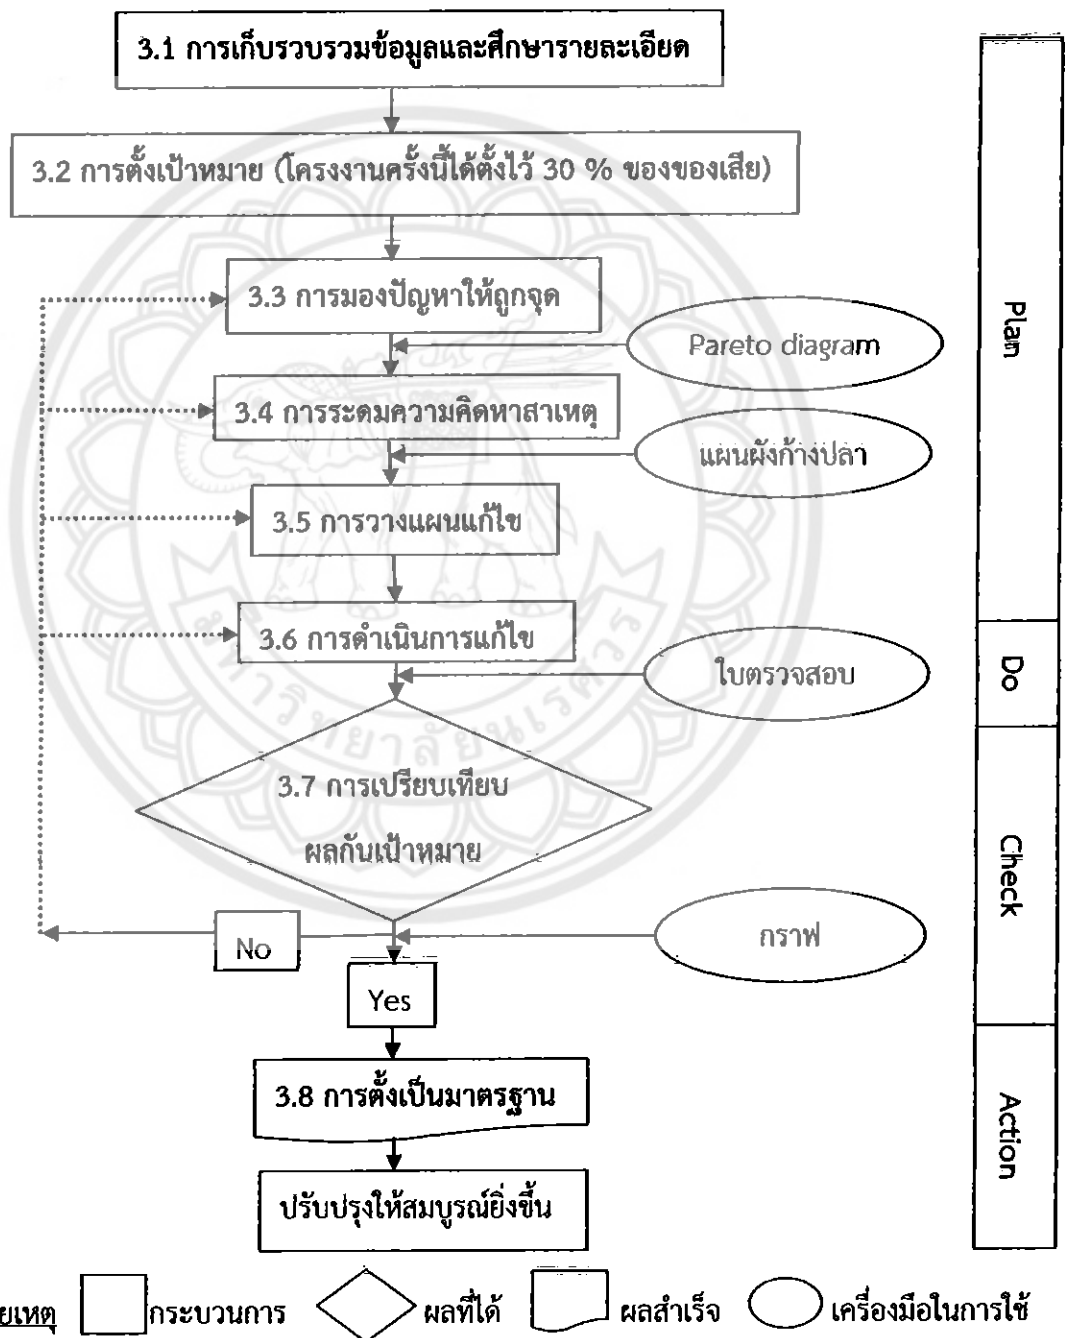 3.1 การเก็บรวบรวมข้อมูลและศึกษารายละเอียด
3.2 การตั้งเป้าหมาย (โครงงานครั้งนี้ได้ตั้งไว้ 30 % ของของเสีย)
3.3 การมองปัญหาให้ถูกจุด
Pareto diagram
3.4 การระดมความคิดหาสาเหตุ
แผนผังก้างปลา
3.5 การวางแผนแก้ไข
3.6 การดำเนินการแก้ไข
ใบตรวจสอบ
3.7 การเปรียบเทียบ
ผลกับเป้าหมาย
No
กราฟ
Yes
3.8 การตั้งเป็นมาตรฐาน
ปรับปรุงให้สมบูรณ์ยิ่งขึ้น
Plan
Do
Check
Action
มหาวิทยาลัยนเรศวร
ยเหตุ กระบวนการ ผลที่ได้ ผลสำเร็จ เครื่องมือในการใช้